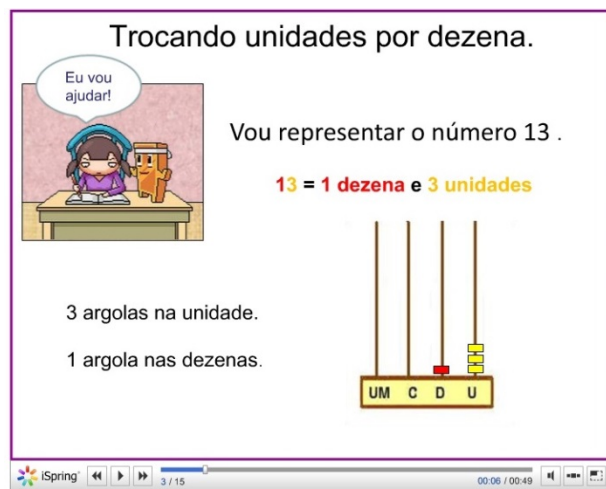 Trocando unidades por dezena.
Eu vou
ajudar!
Vou representar o número 13 .
13 = 1 dezena e 3 unidades
3 argolas na unidade.
1 argola nas dezenas.
UM C D U
iSpring
3 / 15
00:06 / 00:49